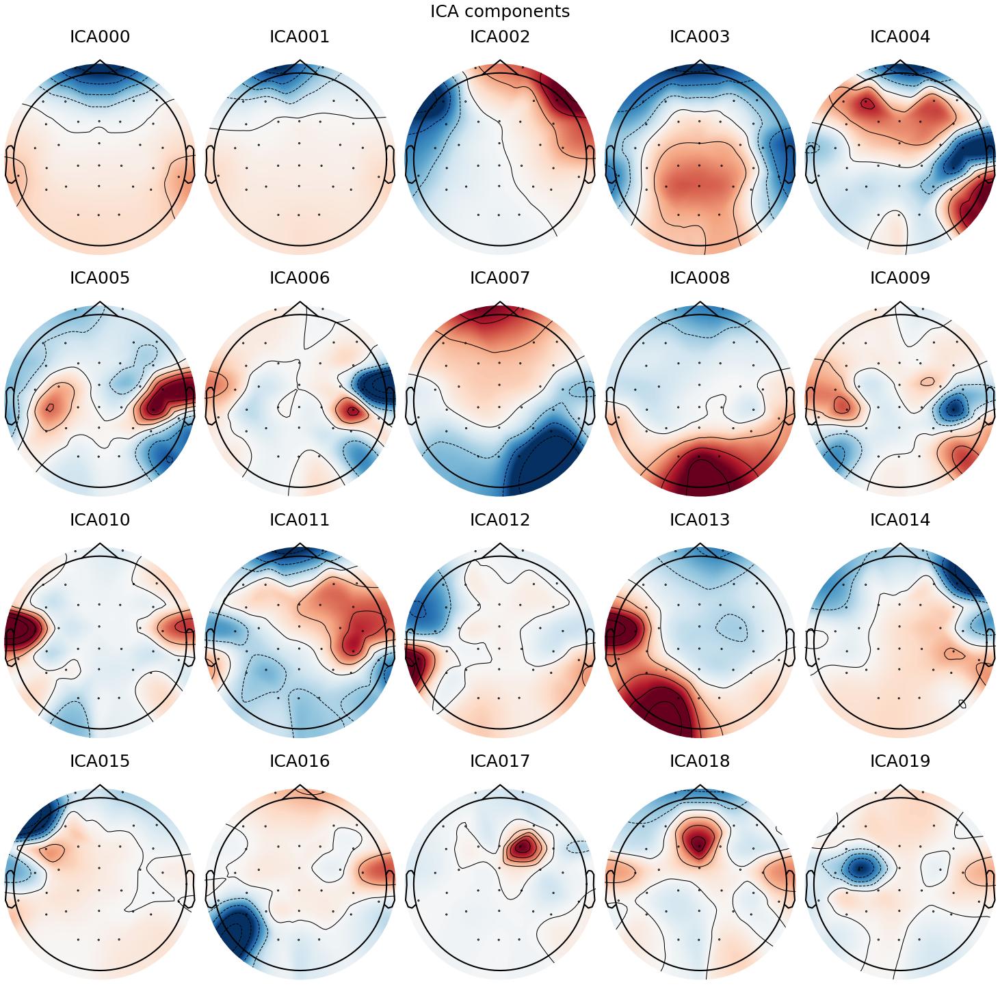 ICA components
ICA000 ICA001 ICA002 ICA003 ICA004
ICA005 ICA006 ICA007 ICA008 ICA009
ICA010 ICA011 ICA012 ICA013 ICA014
ICA015 ICA016 ICA017 ICA018 ICA019